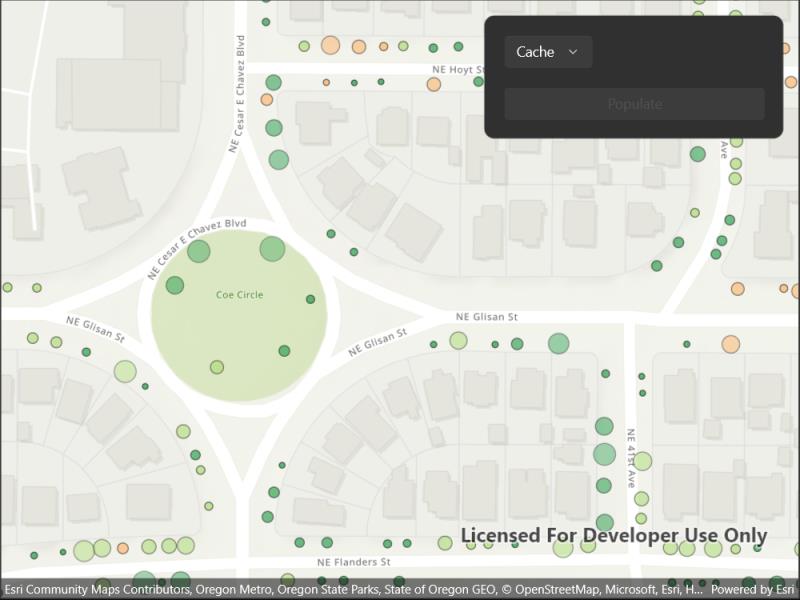 NE Cesar E Chavez Blvd
NE Hoyt St
Cache
Populate
Ave
NE Cesar E Chavez Blvd
Coe Circle
NE Glisan St
NE Glisan St
NE Glisan St
NE 41st Ave
Licensed For Developer Use Only
NE Flanders St
Esri Community Maps Contributors, Oregon Metro, Oregon State Parks, State of Oregon GEO, © OpenStreetMap, Microsoft, Esri, H... Powered by Esri